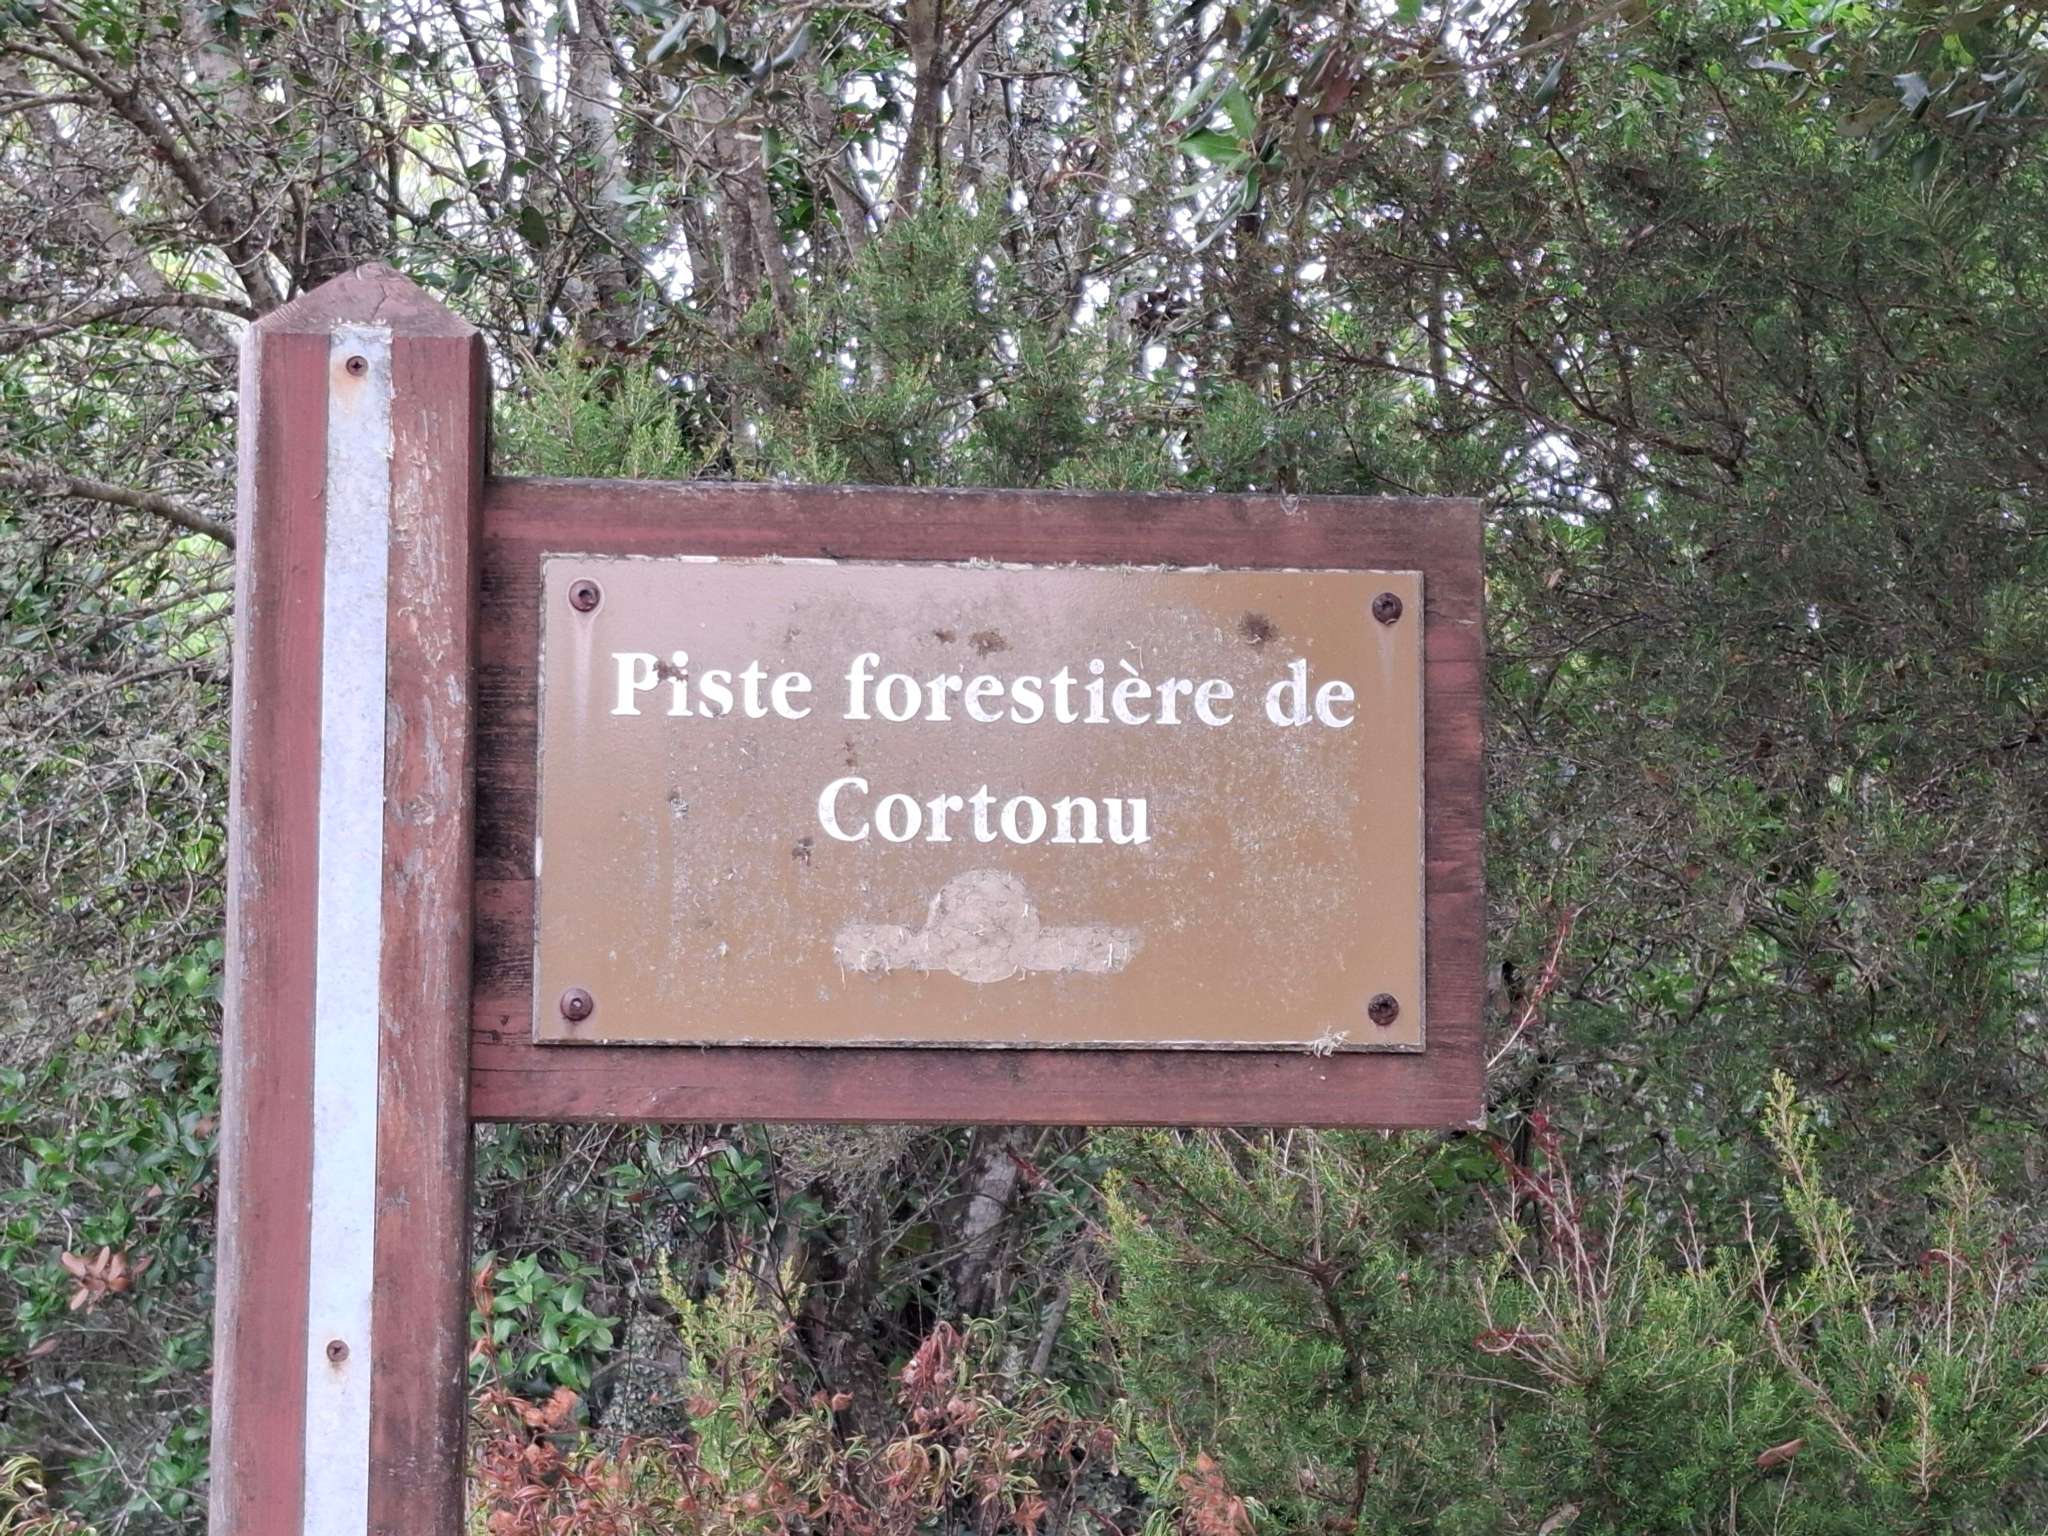 Piste forestière de
Cortonu